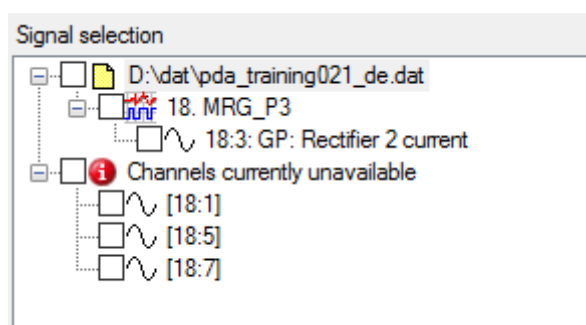 Signal selection
D:\dat\pda_training021_de.dat
18. MRG_P3
18:3: GP: Rectifier 2 current
Channels currently unavailable
[18:1]
[18:5]
[18:7]